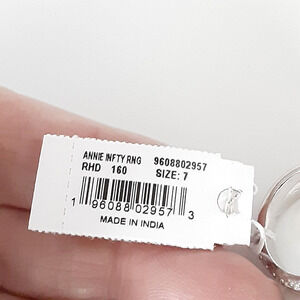 ANNIE INFTY RNG 9608802957
RHD 160 SIZE: 7
1 96088 02957 3
MADE IN INDIA